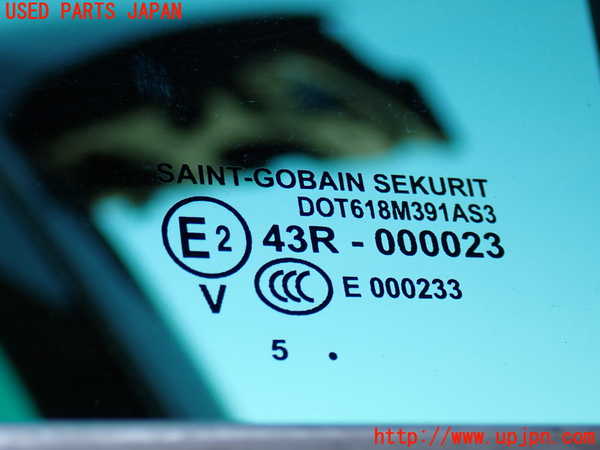 USED PARTS JAPAN
SAINT-GOBAIN SEKURIT
DOT618M391AS3
E2 43R - 000023
V CCC E 000233
5 .
http://www.upjpn.com